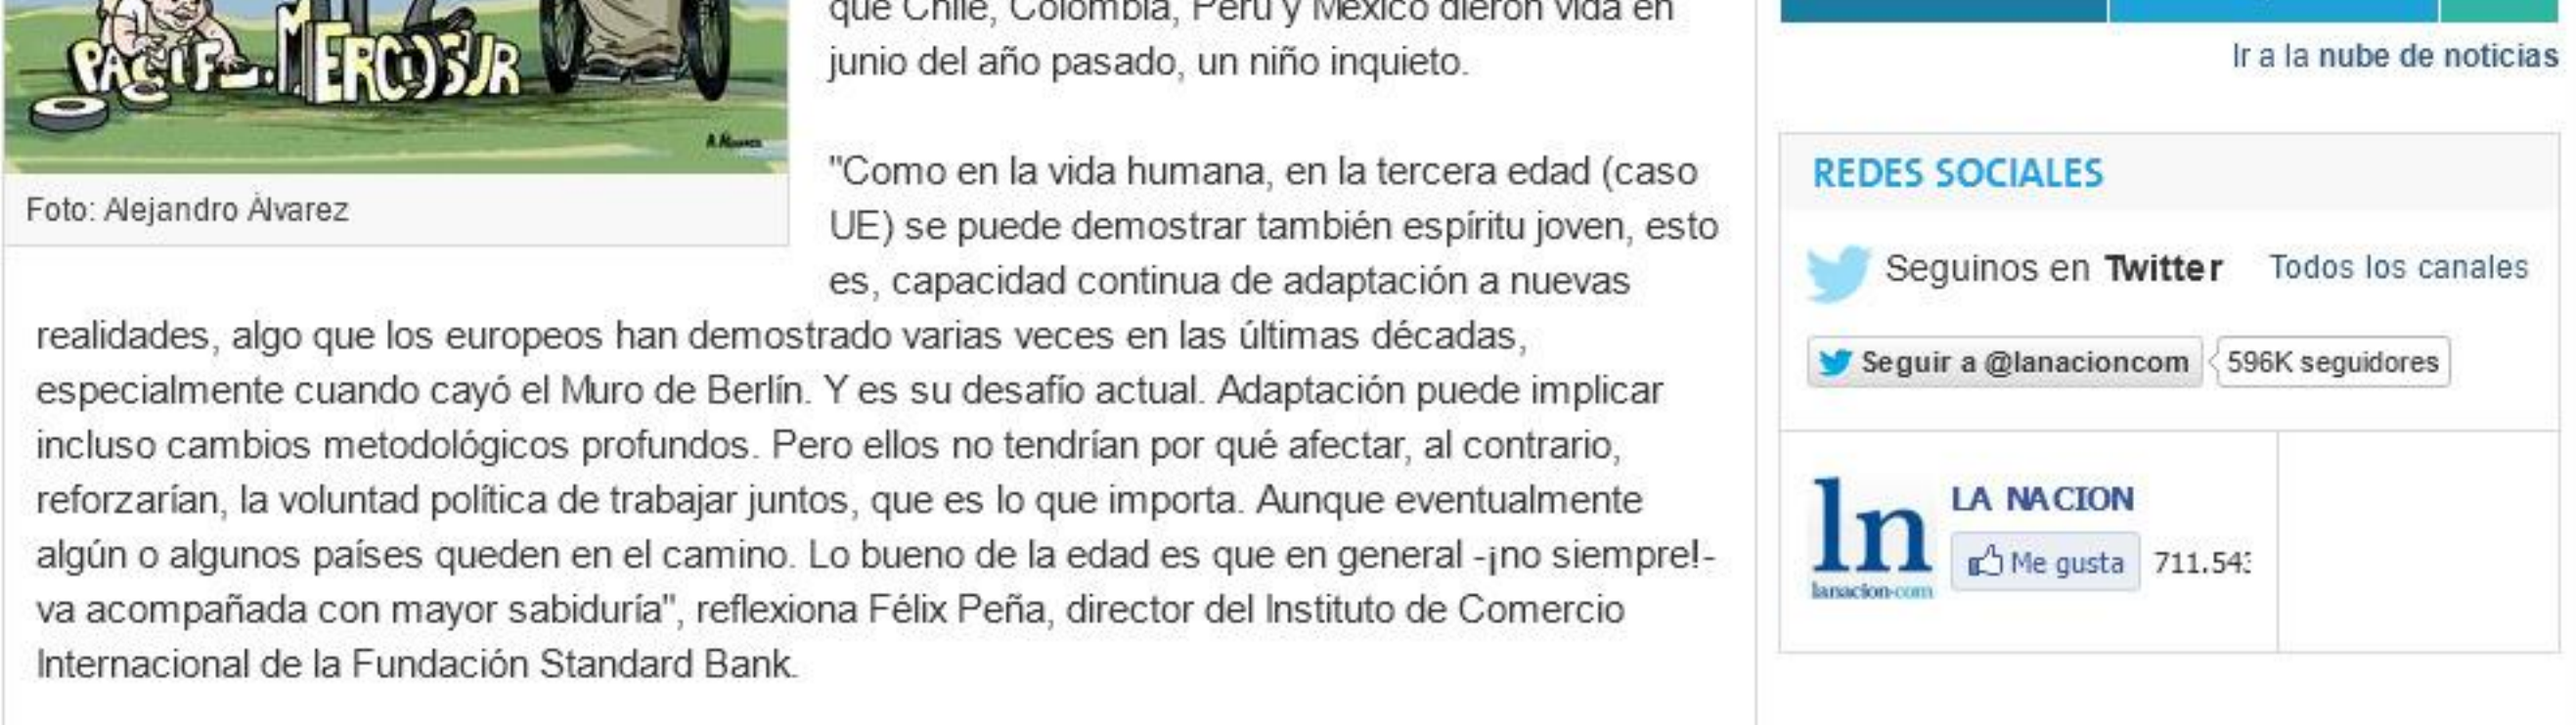 PACIF
MERCOSUR
Foto: Alejandro Àlvarez
que Chile, Colombia, Perú y México dieron vida en
junio del año pasado, un niño inquieto.
"Como en la vida humana, en la tercera edad (caso
UE) se puede demostrar también espíritu joven, esto
es, capacidad continua de adaptación a nuevas
realidades, algo que los europeos han demostrado varias veces en las últimas décadas,
especialmente cuando cayó el Muro de Berlín. Y es su desafío actual. Adaptación puede implicar
incluso cambios metodológicos profundos. Pero ellos no tendrían por qué afectar, al contrario,
reforzarían, la voluntad política de trabajar juntos, que es lo que importa. Aunque eventualmente
algún o algunos países queden en el camino. Lo bueno de la edad es que en general -¡no siempre!-
va acompañada con mayor sabiduría", reflexiona Félix Peña, director del Instituto de Comercio
Internacional de la Fundación Standard Bank.
Ir a la nube de noticias
REDES SOCIALES
Seguinos en Twitter Todos los canales
Seguir a @lanacioncom 596K seguidores
ln
lanacion.com
LA NACION
Me gusta 711.54